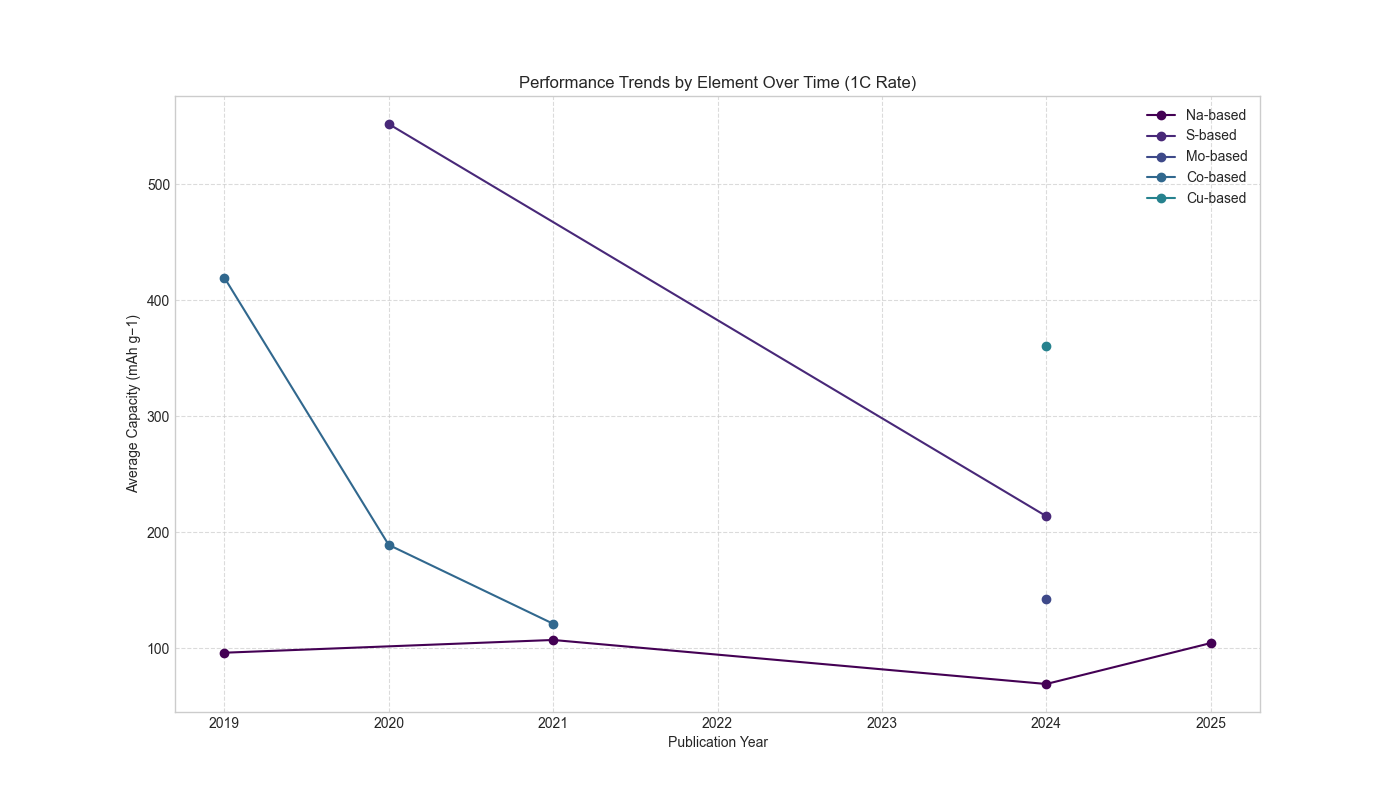 Performance Trends by Element Over Time (1C Rate)
Na-based
S-based
Mo-based
Co-based
Cu-based
500
400
300
200
100
Average Capacity (mAh g−1)
2019 2020 2021 2022 2023 2024 2025
Publication Year